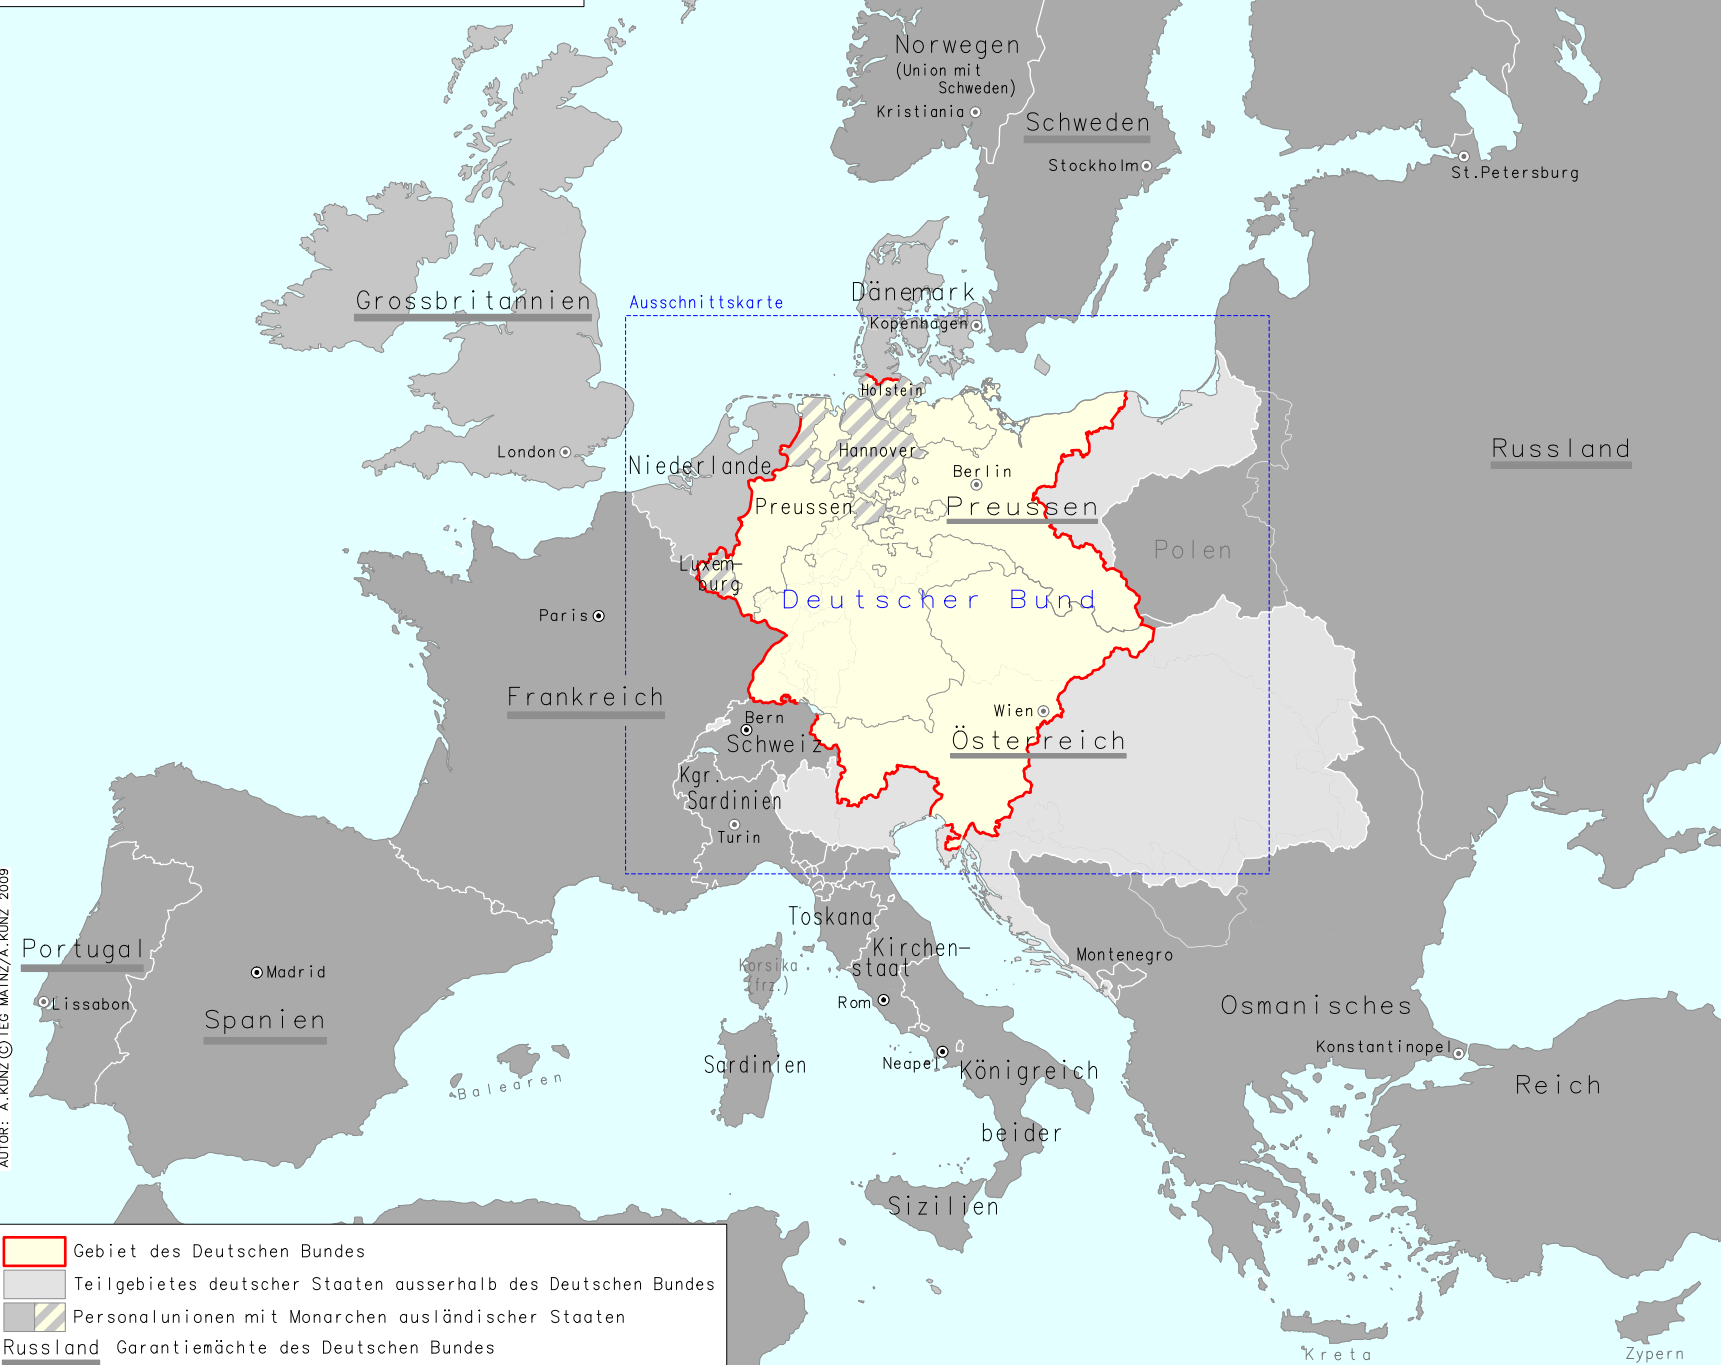 Norwegen
(Union mit
Schweden)
Kristiania
Schweden
Stockholm
St.Petersburg
Grossbritannien
Ausschnittskarte
Dänemark
Kopenhagen
Holstein
London
Niederlande
Hannover
Berlin
Russland
Preussen
Preussen
Polen
Luxem-
burg
Deutscher Bund
Paris
Frankreich
Wien
Bern
Schweiz
Österreich
Kgr.
Sardinien
Turin
Toskana
Kirchen-
staat
Korsika
(frz.)
Montenegro
Portugal
Madrid
Lissabon
Spanien
Rom
Osmanisches
Konstantinopel
Reich
Sardinien
Neapel
Königreich
Balearen
beider
Sizilien
Kreta
Zypern
AUTOR: A.KUNZ © IEG MAINZ/A.KUNZ 2009
Gebiet des Deutschen Bundes
Teilgebietes deutscher Staaten ausserhalb des Deutschen Bundes
Personalunionen mit Monarchen ausländischer Staaten
Russland Garantiemächte des Deutschen Bundes